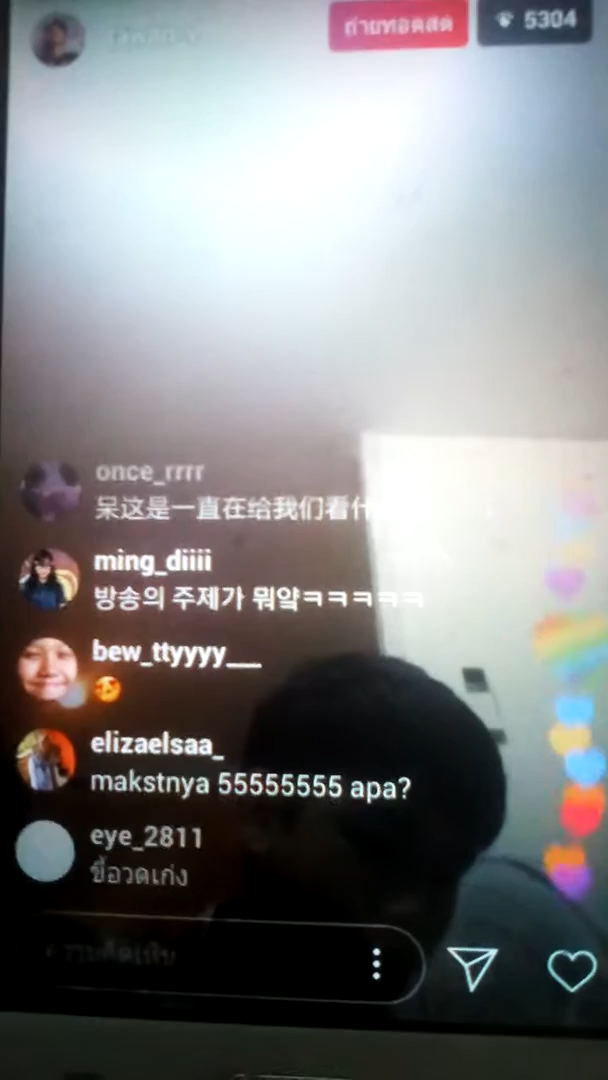 ถ่ายทอดสด
5304
once_rrrr
呆这是一直在给我们看什
ming_diiii
방송의 주제가 뭐얔ㅋㅋㅋㅋㅋ
bew_ttyyyy__
elizaelsaa_
makstnya 55555555 apa?
eye_2811
ขี้อวดเก่ง